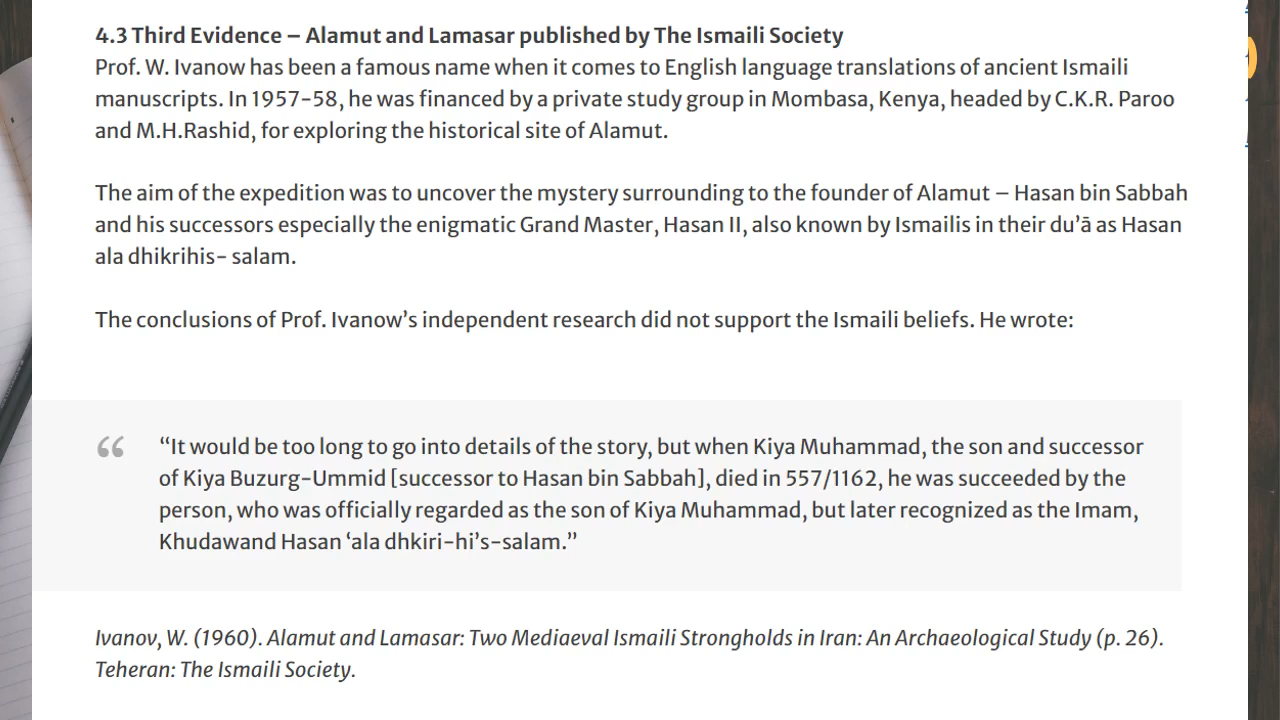 4.3 Third Evidence – Alamut and Lamasar published by The Ismaili Society
Prof. W. Ivanow has been a famous name when it comes to English language translations of ancient Ismaili
manuscripts. In 1957-58, he was financed by a private study group in Mombasa, Kenya, headed by C.K.R. Paroo
and M.H.Rashid, for exploring the historical site of Alamut.
The aim of the expedition was to uncover the mystery surrounding to the founder of Alamut – Hasan bin Sabbah
and his successors especially the enigmatic Grand Master, Hasan II, also known by Ismailis in their du’ā as Hasan
ala dhikrihis- salam.
The conclusions of Prof. Ivanow’s independent research did not support the Ismaili beliefs. He wrote:
“
“It would be too long to go into details of the story, but when Kiya Muhammad, the son and successor
of Kiya Buzurg-Ummid [successor to Hasan bin Sabbah], died in 557/1162, he was succeeded by the
person, who was officially regarded as the son of Kiya Muhammad, but later recognized as the Imam,
Khudawand Hasan ‘ala dhkiri-hi’s-salam.”
Ivanov, W. (1960). Alamut and Lamasar: Two Mediaeval Ismaili Strongholds in Iran: An Archaeological Study (p. 26).
Teheran: The Ismaili Society.